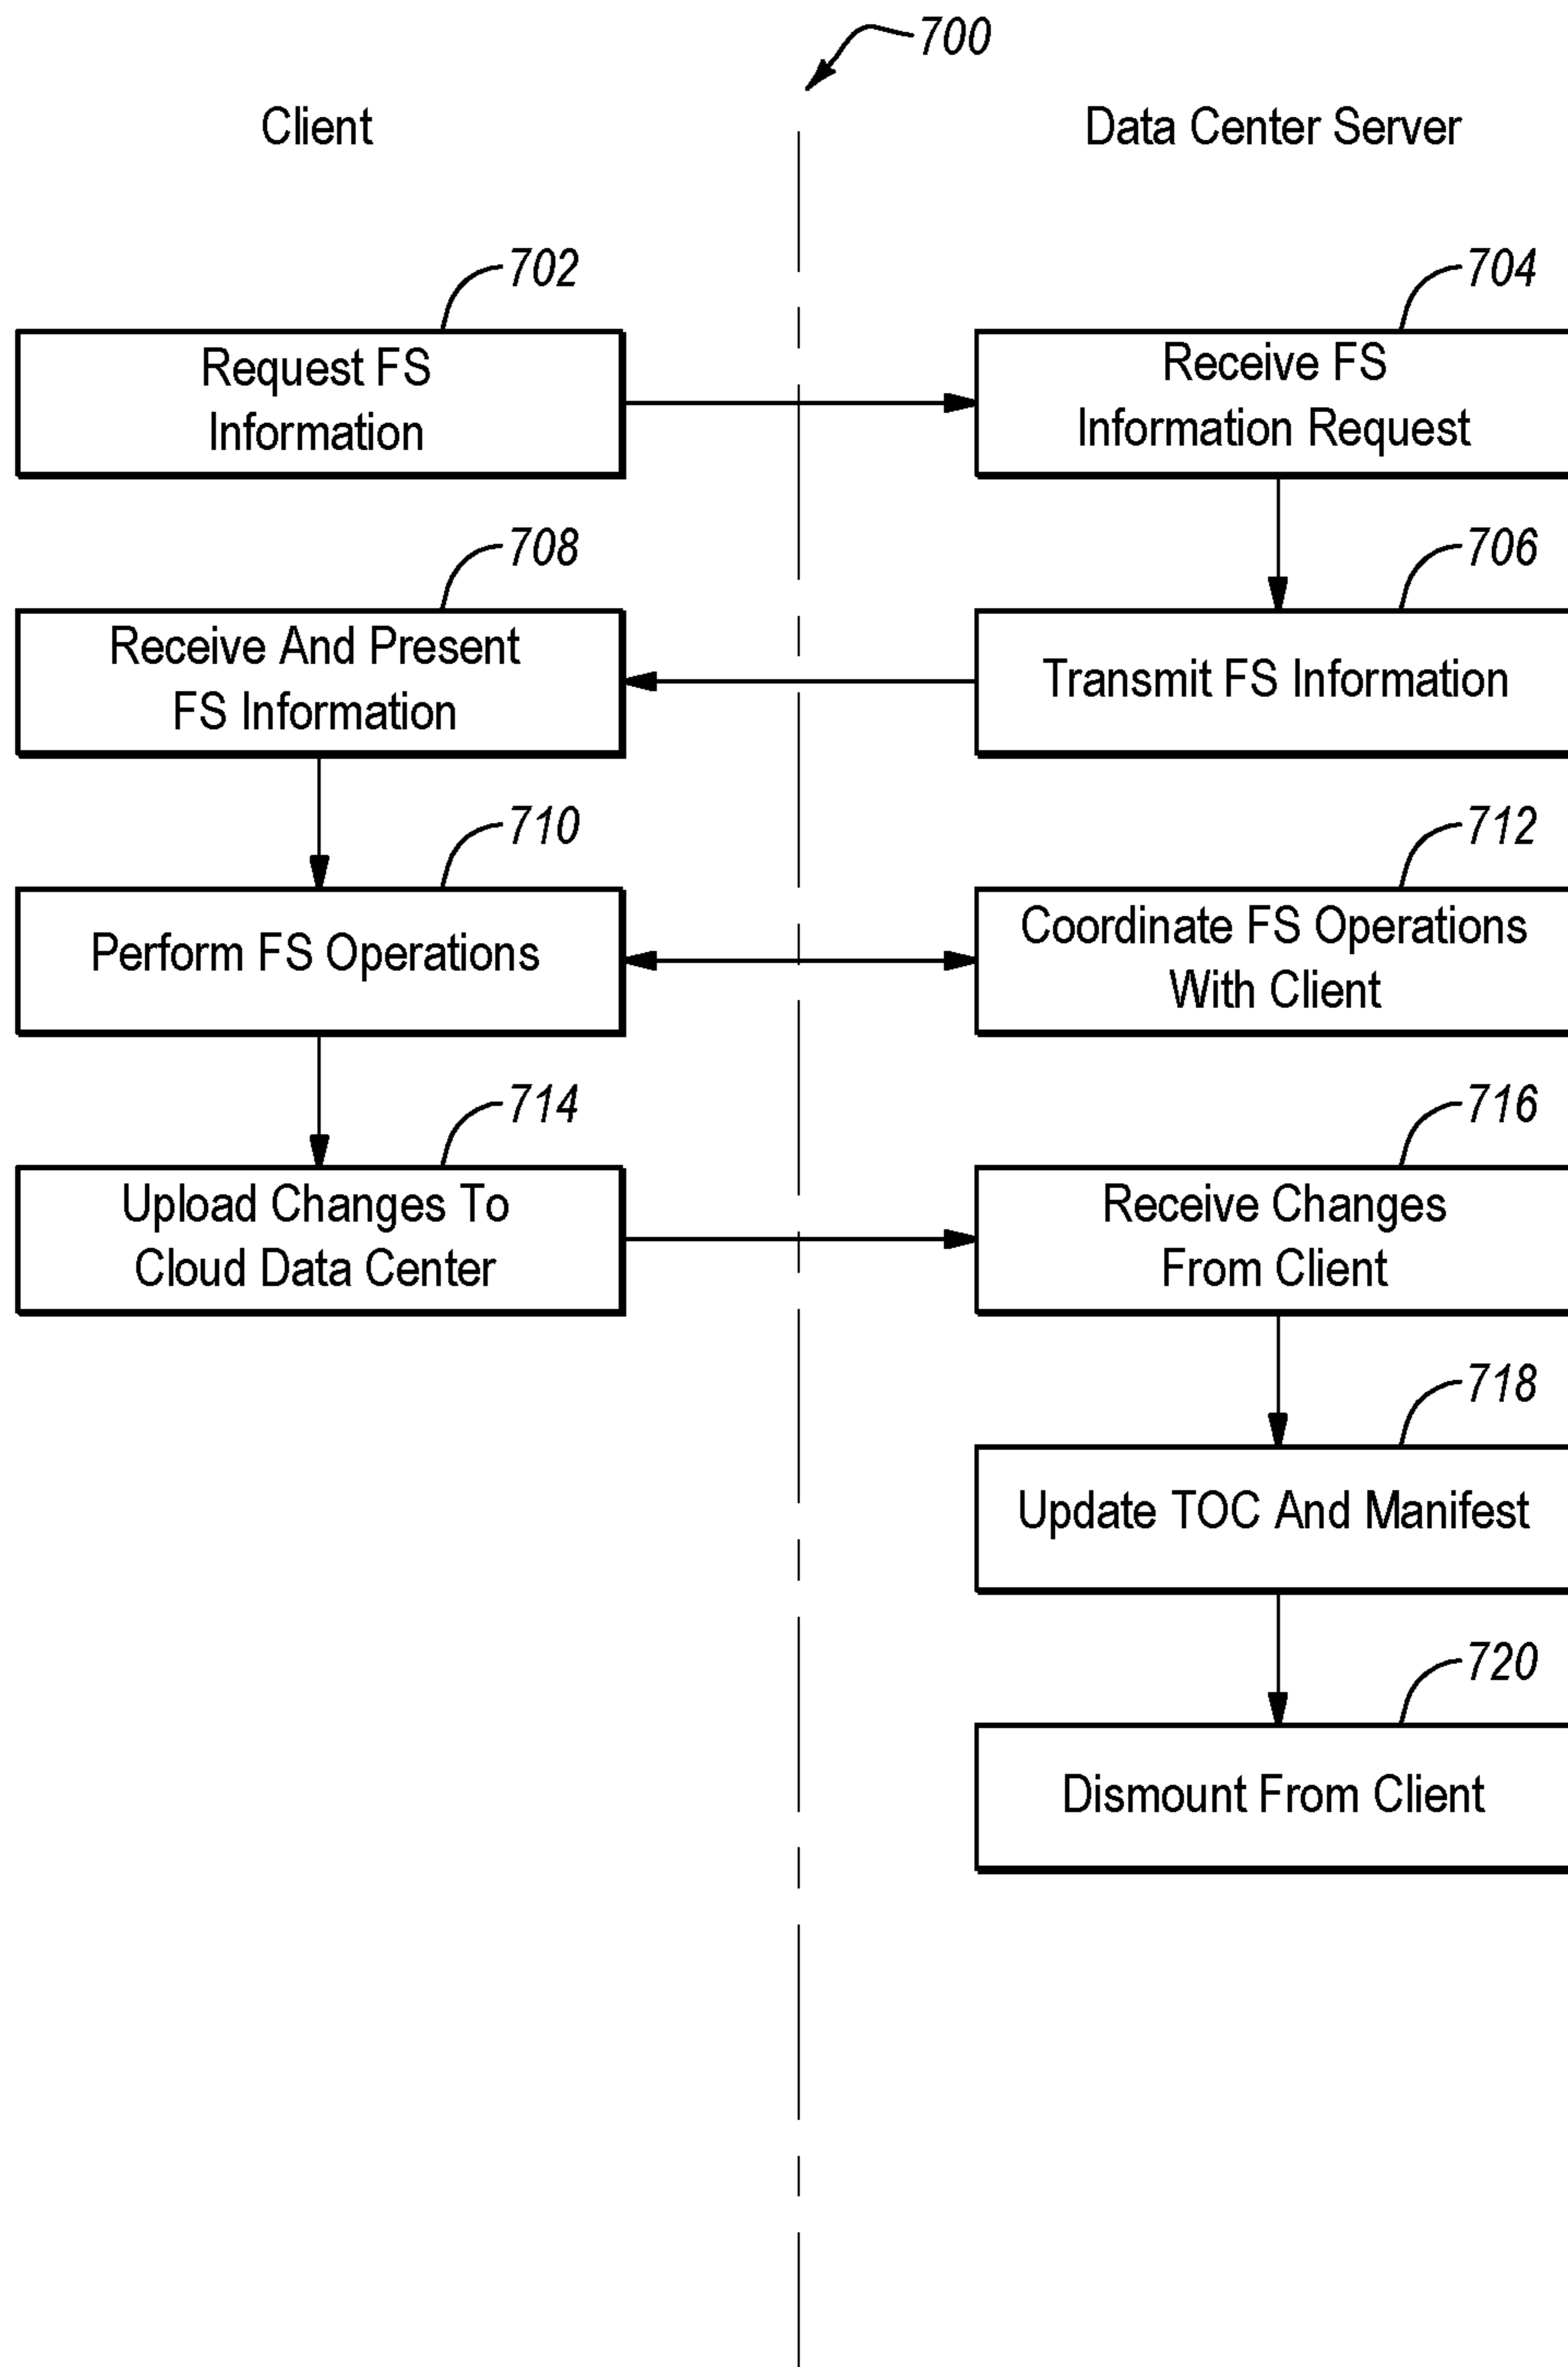 700
Client
Data Center Server
702
704
Request FS
Information
Receive FS
Information Request
708
706
Receive And Present
FS Information
Transmit FS Information
710
712
Perform FS Operations
Coordinate FS Operations
With Client
714
716
Upload Changes To
Cloud Data Center
Receive Changes
From Client
718
Update TOC And Manifest
720
Dismount From Client